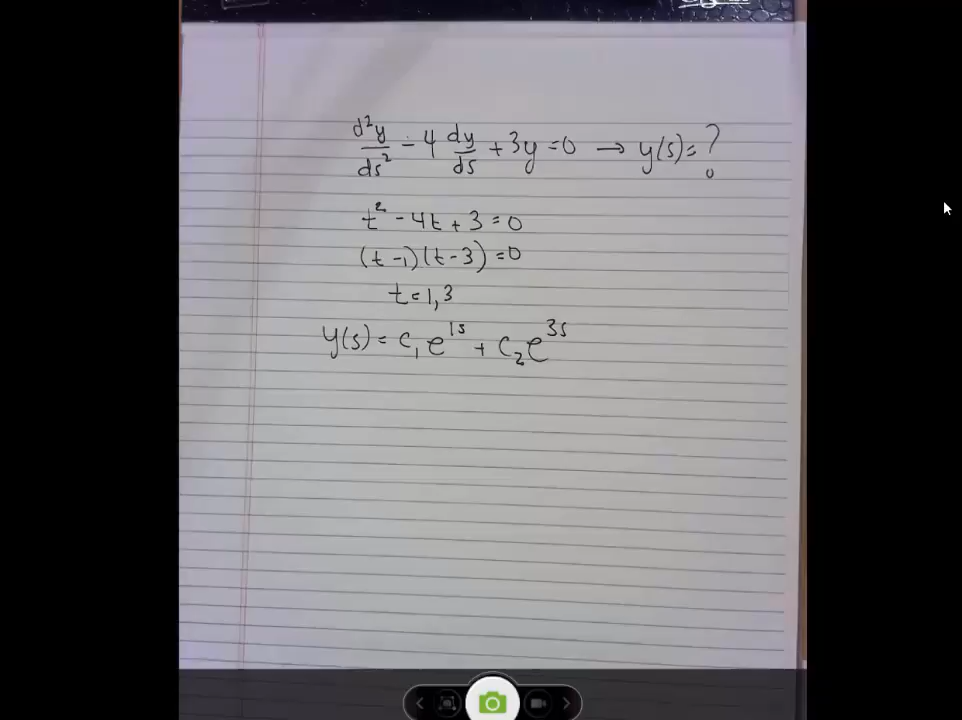 d²y/ds² - 4 dy/ds + 3y = 0 → y(s) = ?
t² - 4t + 3 = 0
(t - 1)(t - 3) = 0
t = 1, 3
y(s) = c₁e^{1s} + c₂e^{3s}